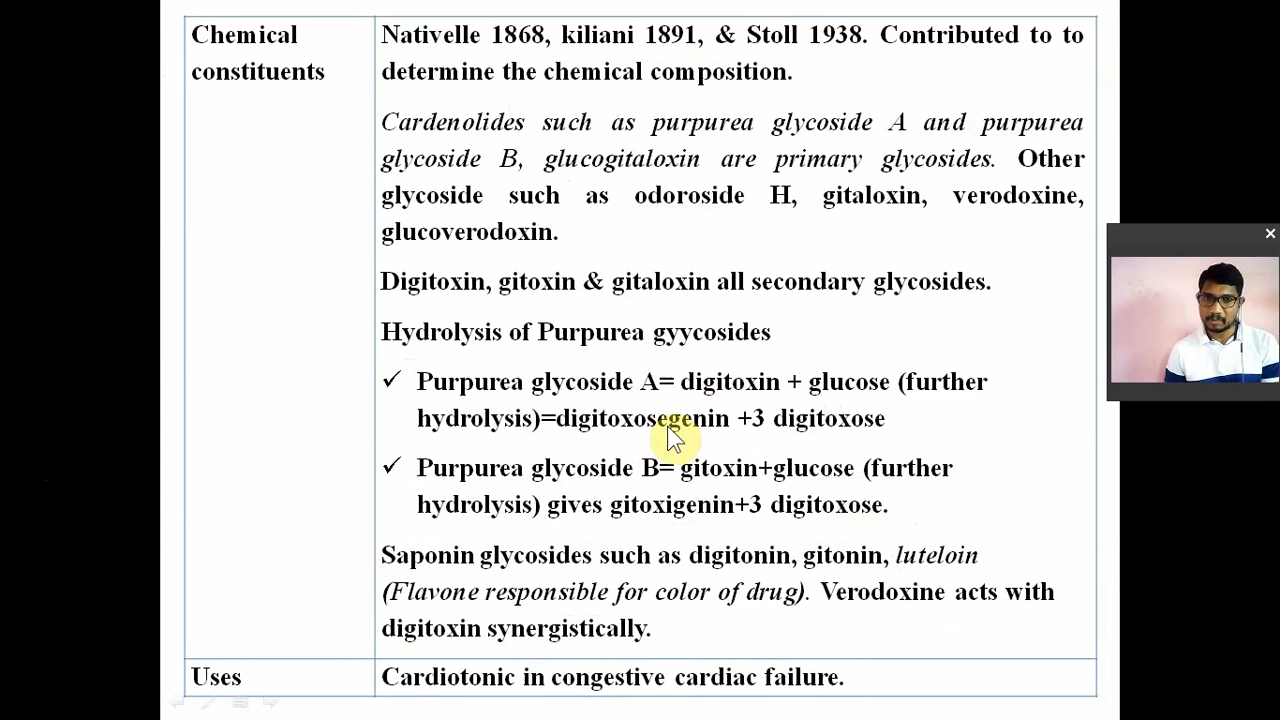 Chemical
constituents
Nativelle 1868, kiliani 1891, & Stoll 1938. Contributed to to
determine the chemical composition.
Cardenolides such as purpurea glycoside A and purpurea
glycoside B, glucogitaloxin are primary glycosides. Other
glycoside such as odoroside H, gitaloxin, verodoxine,
glucoverodoxin.
Digitoxin, gitoxin & gitaloxin all secondary glycosides.
Hydrolysis of Purpurea gyycosides
✓ Purpurea glycoside A= digitoxin + glucose (further
hydrolysis)=digitoxosegenin +3 digitoxose
✓ Purpurea glycoside B= gitoxin+glucose (further
hydrolysis) gives gitoxigenin+3 digitoxose.
Saponin glycosides such as digitonin, gitonin, luteloin
(Flavone responsible for color of drug). Verodoxine acts with
digitoxin synergistically.
Uses
Cardiotonic in congestive cardiac failure.